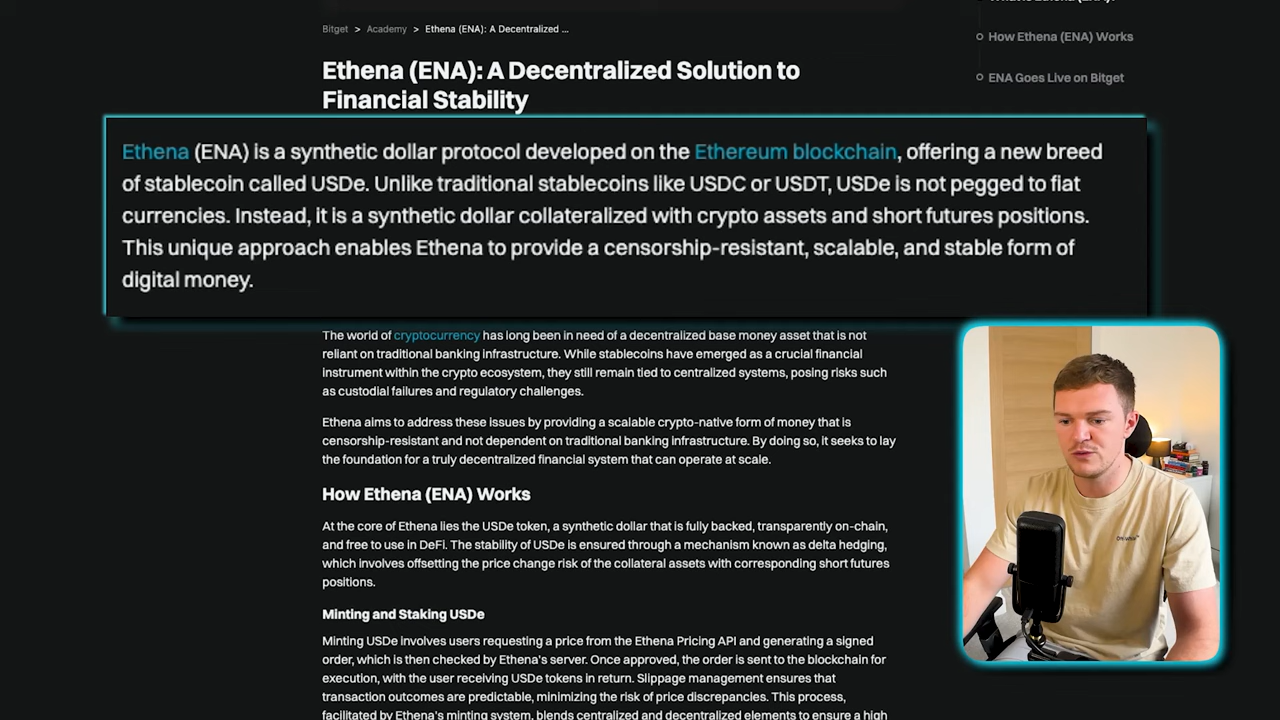 Bitget > Academy > Ethena (ENA): A Decentralized ...
How Ethena (ENA) Works
ENA Goes Live on Bitget
Ethena (ENA): A Decentralized Solution to
Financial Stability
Ethena (ENA) is a synthetic dollar protocol developed on the Ethereum blockchain, offering a new breed
of stablecoin called USDe. Unlike traditional stablecoins like USDC or USDT, USDe is not pegged to fiat
currencies. Instead, it is a synthetic dollar collateralized with crypto assets and short futures positions.
This unique approach enables Ethena to provide a censorship-resistant, scalable, and stable form of
digital money.
The world of cryptocurrency has long been in need of a decentralized base money asset that is not
reliant on traditional banking infrastructure. While stablecoins have emerged as a crucial financial
instrument within the crypto ecosystem, they still remain tied to centralized systems, posing risks such
as custodial failures and regulatory challenges.
Ethena aims to address these issues by providing a scalable crypto-native form of money that is
censorship-resistant and not dependent on traditional banking infrastructure. By doing so, it seeks to lay
the foundation for a truly decentralized financial system that can operate at scale.
How Ethena (ENA) Works
At the core of Ethena lies the USDe token, a synthetic dollar that is fully backed, transparently on-chain,
and free to use in DeFi. The stability of USDe is ensured through a mechanism known as delta hedging,
which involves offsetting the price change risk of the collateral assets with corresponding short futures
positions.
Minting and Staking USDe
Minting USDe involves users requesting a price from the Ethena Pricing API and generating a signed
order, which is then checked by Ethena's server. Once approved, the order is sent to the blockchain for
execution, with the user receiving USDe tokens in return. Slippage management ensures that
transaction outcomes are predictable, minimizing the risk of price discrepancies. This process,
facilitated by Ethena's minting system, blends centralized and decentralized elements to ensure a high